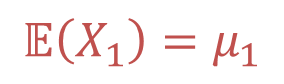 𝔼(X₁) = μ₁